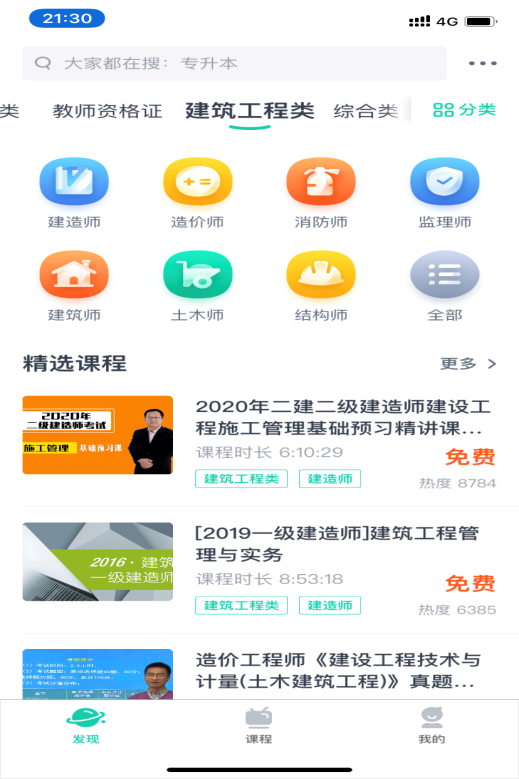 21:30
4G
大家都在搜：专升本
类 教师资格证 建筑工程类 综合类 分类
建造师 造价师 消防师 监理师
建筑师 土木师 结构师 全部
精选课程 更多 >
2020年
二级建造师考试
施工管理 基础预习课
2020年二建二级建造师建设工
程施工管理基础预习精讲课...
课程时长 6:10:29
免费
建筑工程类 建造师
热度 8784
2016·建筑
一级建造师
[2019一级建造师]建筑工程管
理与实务
课程时长 8:53:18
免费
建筑工程类 建造师
热度 6385
造价工程师《建设工程技术与
计量(土木建筑工程)》真题...
发现 课程 我的